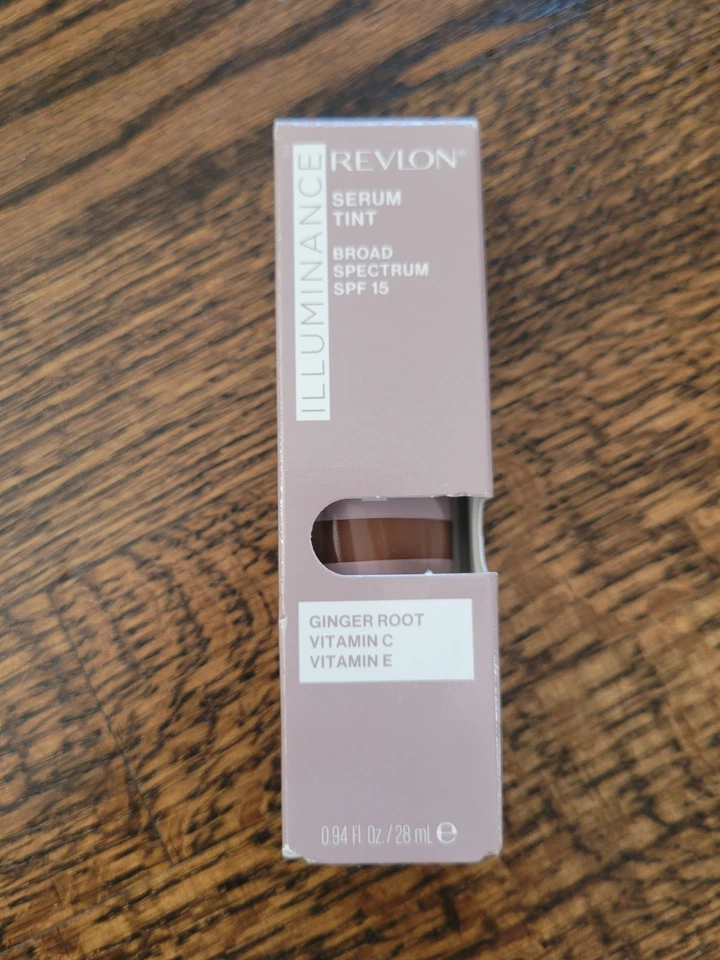 ILLUMINANCE
REVLON®
SERUM
TINT
BROAD
SPECTRUM
SPF 15
GINGER ROOT
VITAMIN C
VITAMIN E
0.94 Fl Oz. / 28 mL ℮